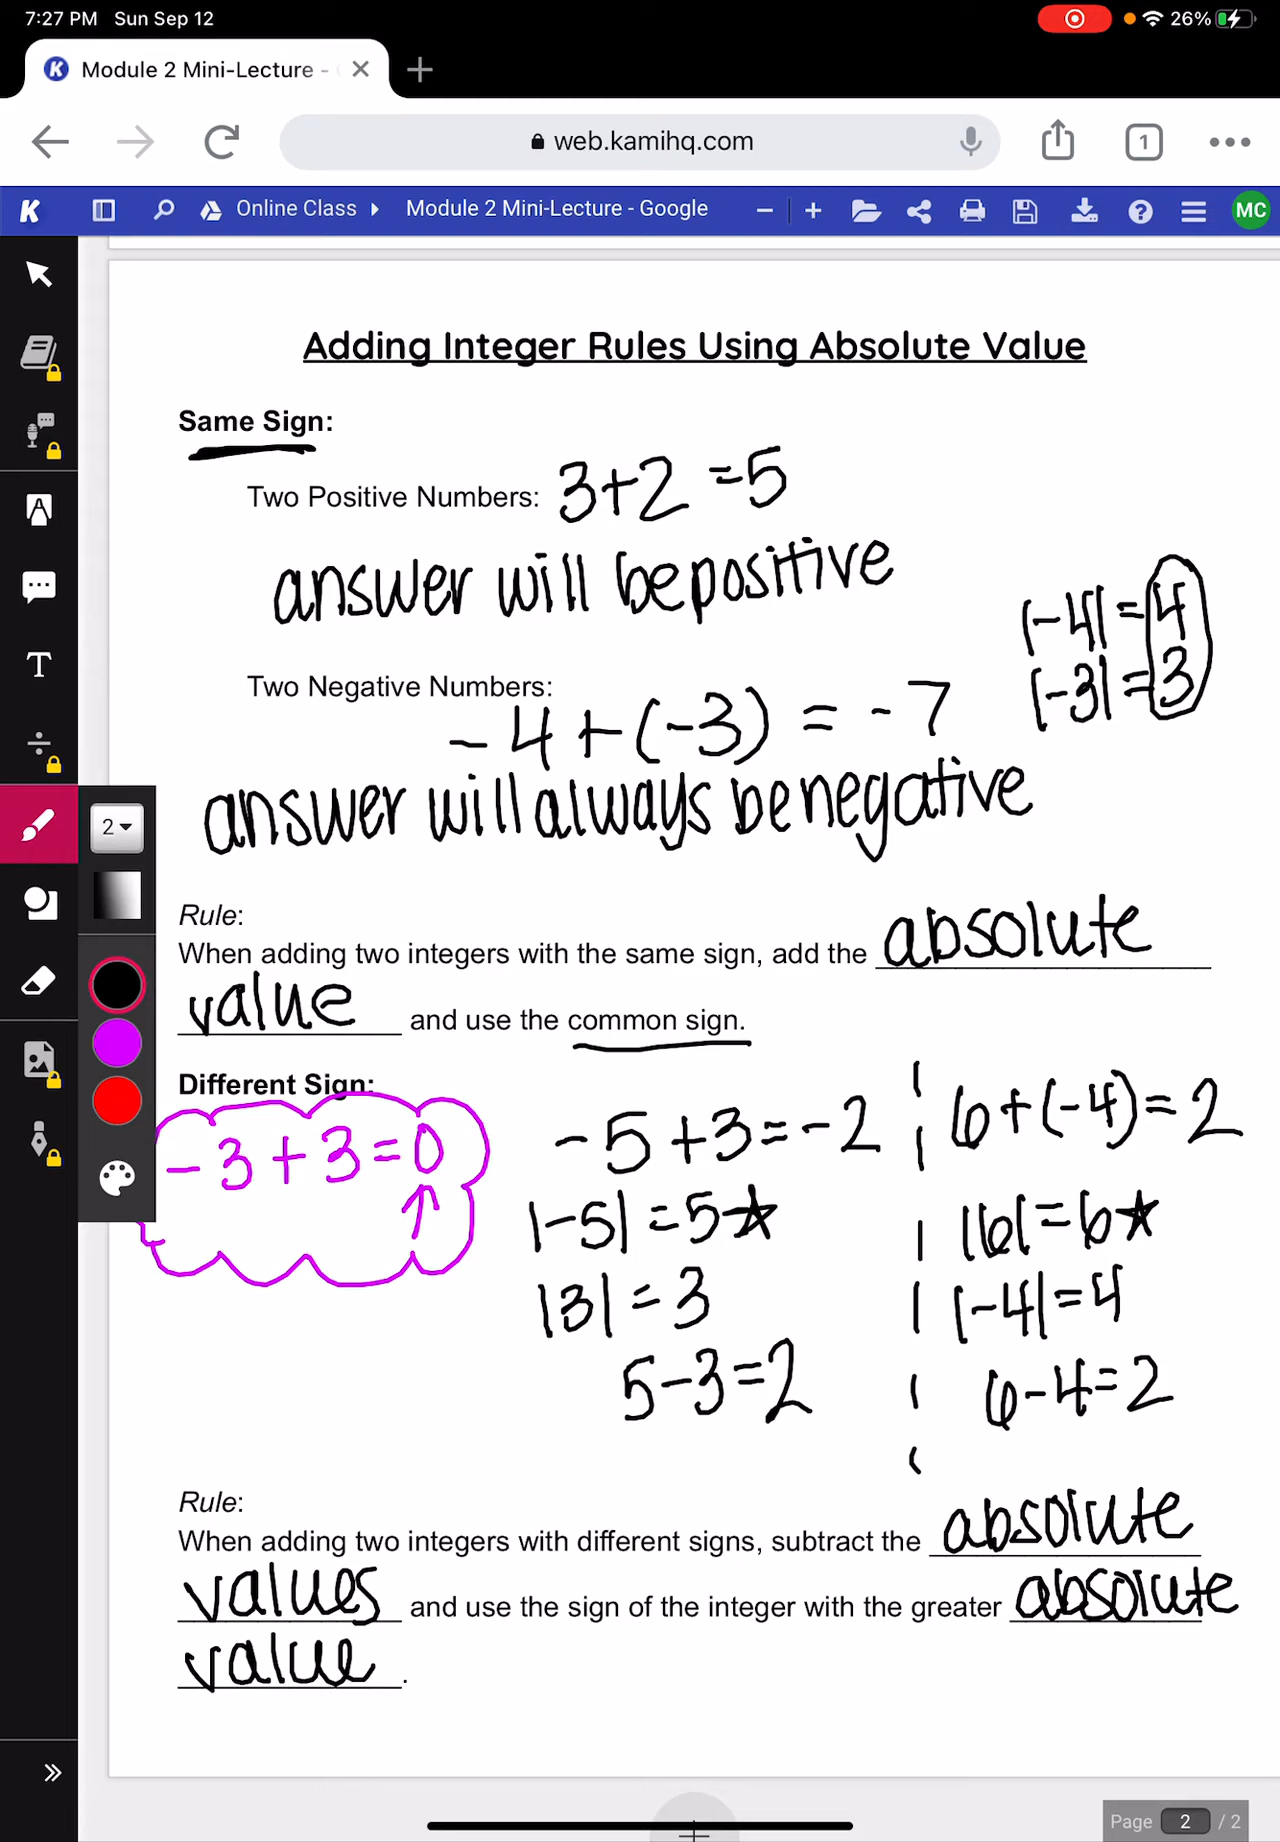 7:27 PM Sun Sep 12
26%
Module 2 Mini-Lecture -
web.kamihq.com
1
Online Class
Module 2 Mini-Lecture - Google
MC
Adding Integer Rules Using Absolute Value
Same Sign:
Two Positive Numbers: 3+2 =5
answer will be positive
|-4| = 4
|-3| = 3
Two Negative Numbers:
-4 + (-3) = -7
answer will always be negative
2
Rule:
When adding two integers with the same sign, add the absolute
value and use the common sign.
Different Sign:
-3 + 3 = 0
-5 + 3 = -2
|-5| = 5
|3| = 3
5 - 3 = 2
6 + (-4) = 2
|6| = 6
|-4| = 4
6 - 4 = 2
Rule:
When adding two integers with different signs, subtract the absolute
values and use the sign of the integer with the greater absolute
value.
Page 2 / 2